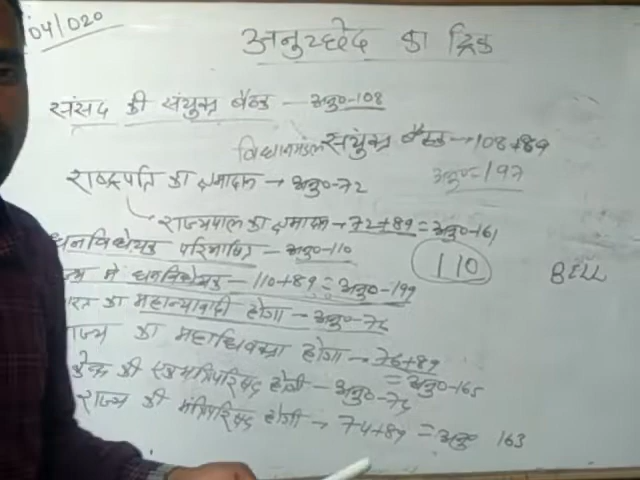 04/020
अनुच्छेद का ट्रिक
संसद की संयुक्त बैठक – अनु०-108
विधानमंडल संयुक्त बैठक → 108+89
अनु०-197
राष्ट्रपति का क्षमादान → अनु०-72
राज्यपाल का क्षमादान → 72+89 = अनु०-161
धनविधेयक परिभाषित – अनु०-110
110
BELL
ज्य मे धनविधेयक – 110+89 = अनु०-199
का महान्यावादी होगा – अनु०-76
राज्य का महाधिवक्ता होगा → 76+89
= अनु०-165
की मंत्रिपरिषद होगी – अनु०-74
राज्य की मंत्रिपरिषद होगी → 74+89 = अनु० 163